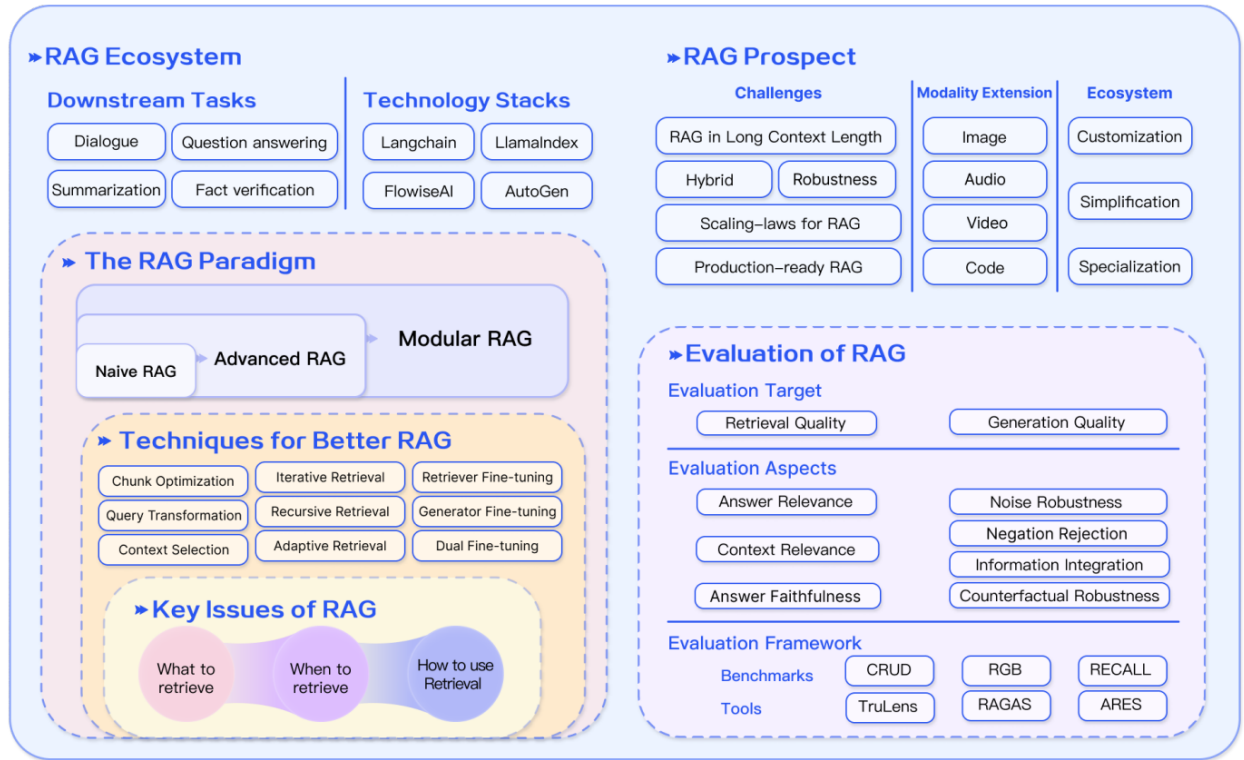 RAG Ecosystem
Downstream Tasks
Dialogue
Question answering
Summarization
Fact verification
Technology Stacks
Langchain
LlamaIndex
FlowiseAI
AutoGen
The RAG Paradigm
Naive RAG
Advanced RAG
Modular RAG
Techniques for Better RAG
Chunk Optimization
Iterative Retrieval
Retriever Fine-tuning
Query Transformation
Recursive Retrieval
Generator Fine-tuning
Context Selection
Adaptive Retrieval
Dual Fine-tuning
Key Issues of RAG
What to
retrieve
When to
retrieve
How to use
Retrieval
RAG Prospect
Challenges
RAG in Long Context Length
Hybrid
Robustness
Scaling-laws for RAG
Production-ready RAG
Modality Extension
Image
Audio
Video
Code
Ecosystem
Customization
Simplification
Specialization
Evaluation of RAG
Evaluation Target
Retrieval Quality
Generation Quality
Evaluation Aspects
Answer Relevance
Context Relevance
Answer Faithfulness
Noise Robustness
Negation Rejection
Information Integration
Counterfactual Robustness
Evaluation Framework
Benchmarks
CRUD
RGB
RECALL
Tools
TruLens
RAGAS
ARES